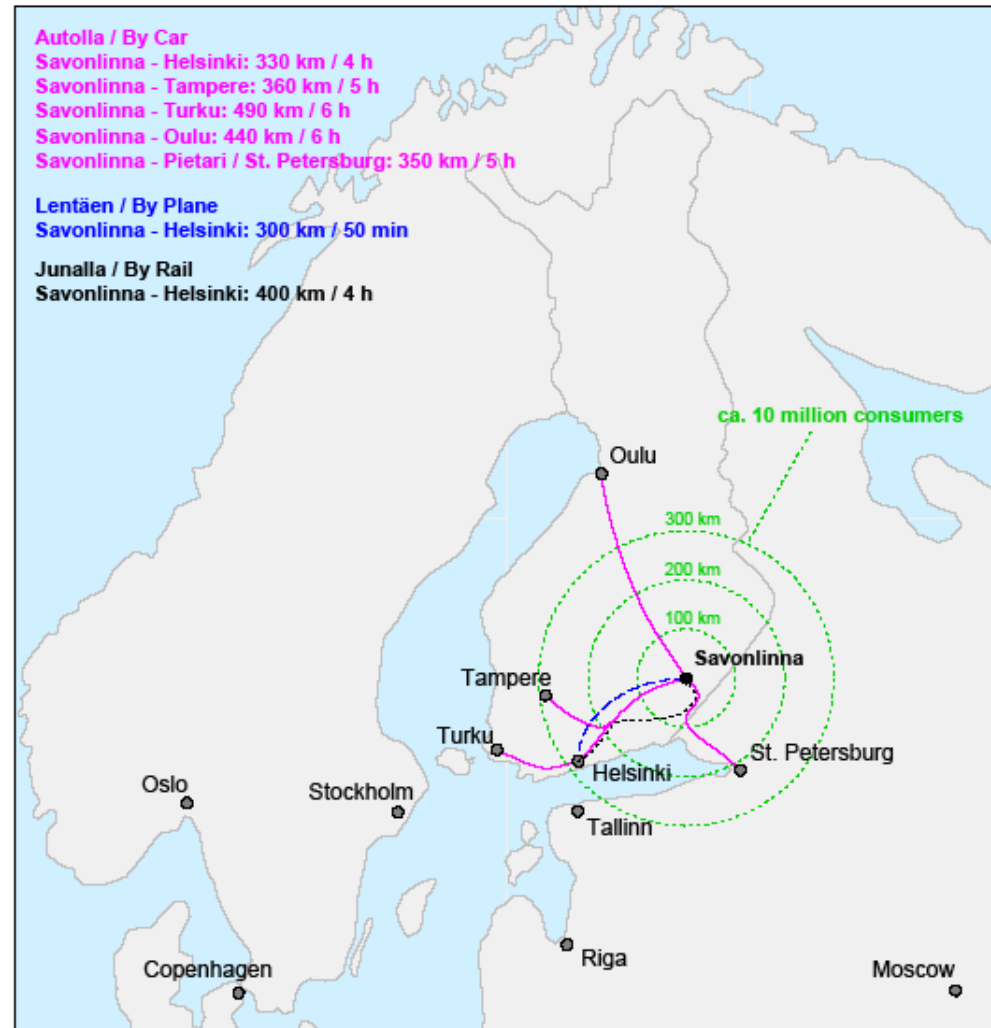 Autolla / By Car
Savonlinna - Helsinki: 330 km / 4 h
Savonlinna - Tampere: 360 km / 5 h
Savonlinna - Turku: 490 km / 6 h
Savonlinna - Oulu: 440 km / 6 h
Savonlinna - Pietari / St. Petersburg: 350 km / 5 h
Lentäen / By Plane
Savonlinna - Helsinki: 300 km / 50 min
Junalla / By Rail
Savonlinna - Helsinki: 400 km / 4 h
ca. 10 million consumers
Oulu
300 km
200 km
100 km
Savonlinna
Tampere
Turku
Helsinki
St. Petersburg
Oslo
Stockholm
Tallinn
Riga
Copenhagen
Moscow